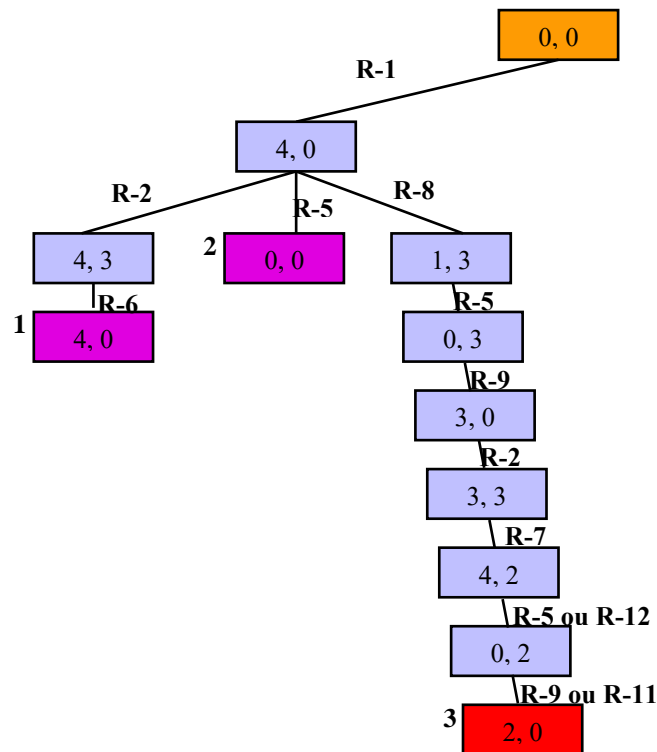 0, 0
R-1
4, 0
R-2
R-5
R-8
4, 3
2
0, 0
1, 3
R-6
R-5
1
4, 0
0, 3
R-9
3, 0
R-2
3, 3
R-7
4, 2
R-5 ou R-12
0, 2
R-9 ou R-11
3
2, 0